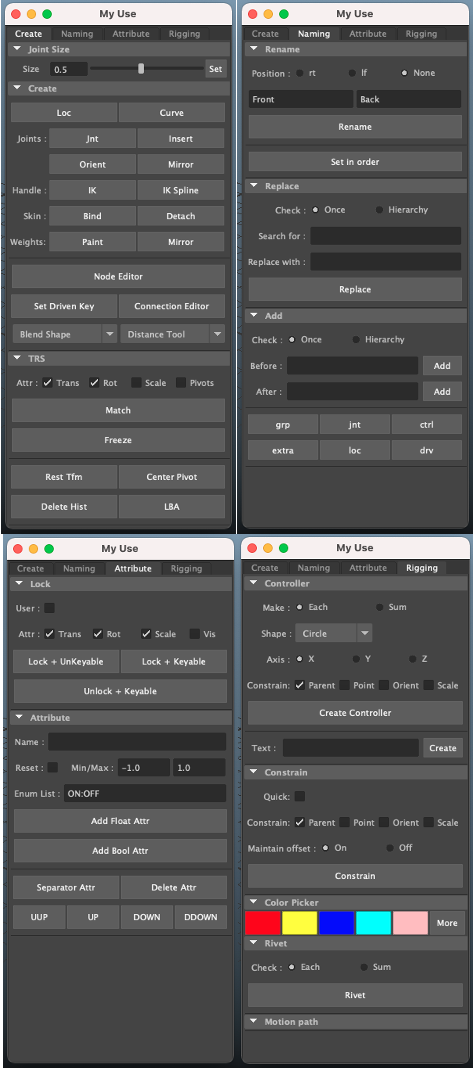 My Use
Create Naming Attribute Rigging
Joint Size
Size 0.5 Set
Create
Loc Curve
Joints : Jnt Insert
Orient Mirror
Handle : IK IK Spline
Skin : Bind Detach
Weights: Paint Mirror
Node Editor
Set Driven Key Connection Editor
Blend Shape Distance Tool
TRS
Attr : Trans Rot Scale Pivots
Match
Freeze
Rest Tfm Center Pivot
Delete Hist LBA
My Use
Create Naming Attribute Rigging
Rename
Position : rt lf None
Front Back
Rename
Set in order
Replace
Check : Once Hierarchy
Search for :
Replace with :
Replace
Add
Check : Once Hierarchy
Before : Add
After : Add
grp jnt ctrl
extra loc drv
My Use
Create Naming Attribute Rigging
Lock
User :
Attr : Trans Rot Scale Vis
Lock + UnKeyable Lock + Keyable
Unlock + Keyable
Attribute
Name :
Reset : Min/Max : -1.0 1.0
Enum List : ON:OFF
Add Float Attr
Add Bool Attr
Separator Attr Delete Attr
UUP UP DOWN DDOWN
My Use
Create Naming Attribute Rigging
Controller
Make : Each Sum
Shape : Circle
Axis : X Y Z
Constrain: Parent Point Orient Scale
Create Controller
Text : Create
Constrain
Quick:
Constrain: Parent Point Orient Scale
Maintain offset : On Off
Constrain
Color Picker
More
Rivet
Check : Each Sum
Rivet
Motion path